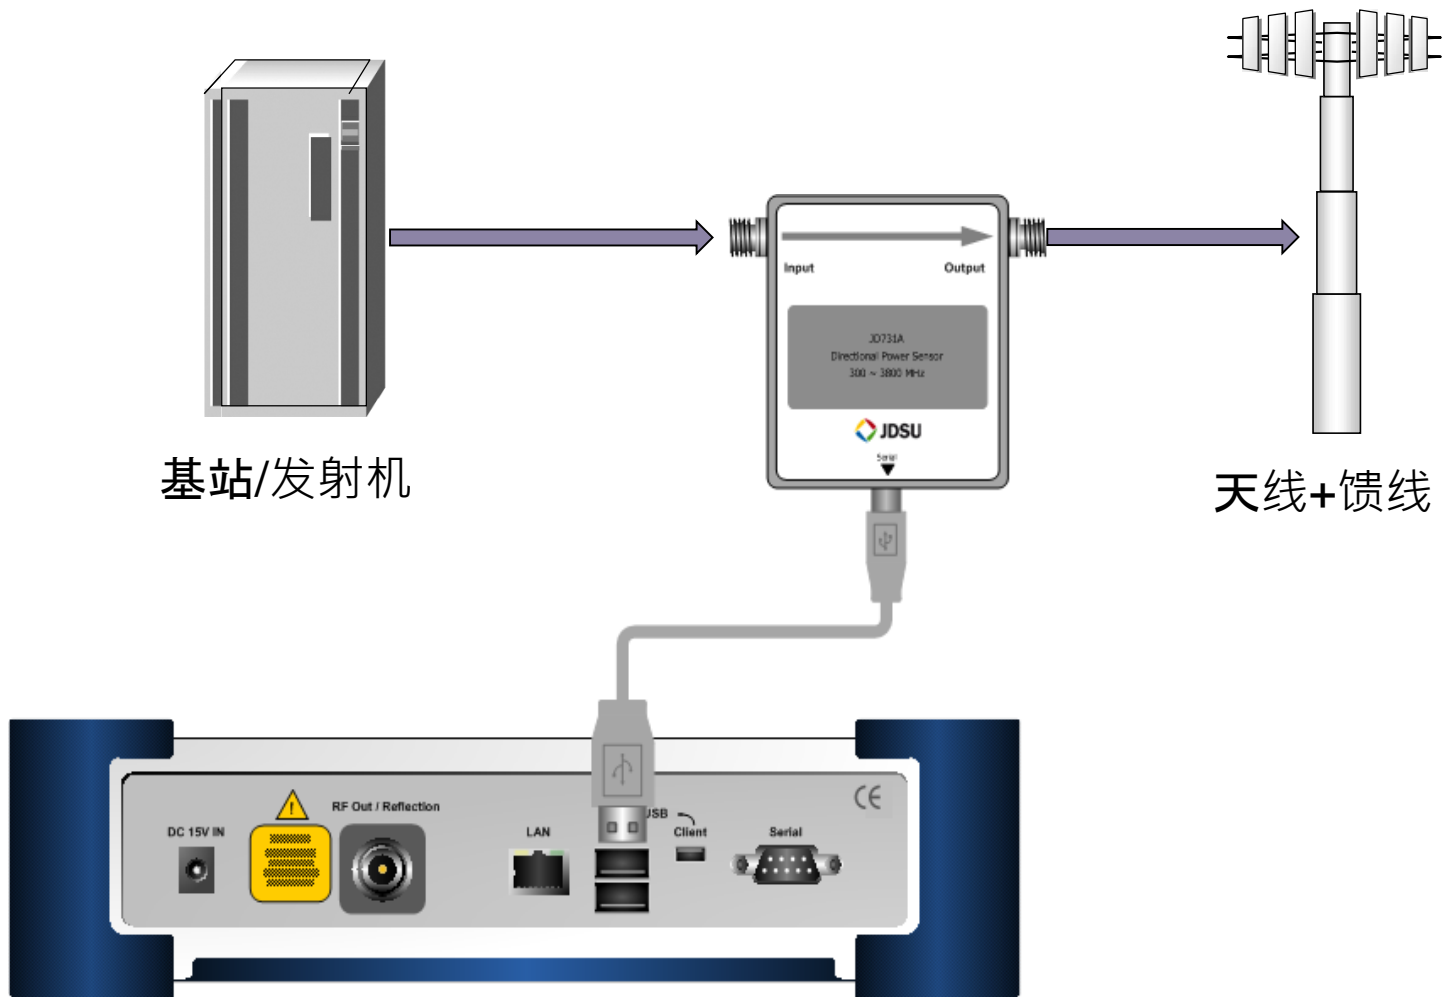 Input
Output
JD731A
Directional Power Sensor
300 ~ 3800 MHz
JDSU
Serial
基站/发射机
天线+馈线
RF Out / Reflection
DC 15V IN
LAN
USB
Client
Serial
CE